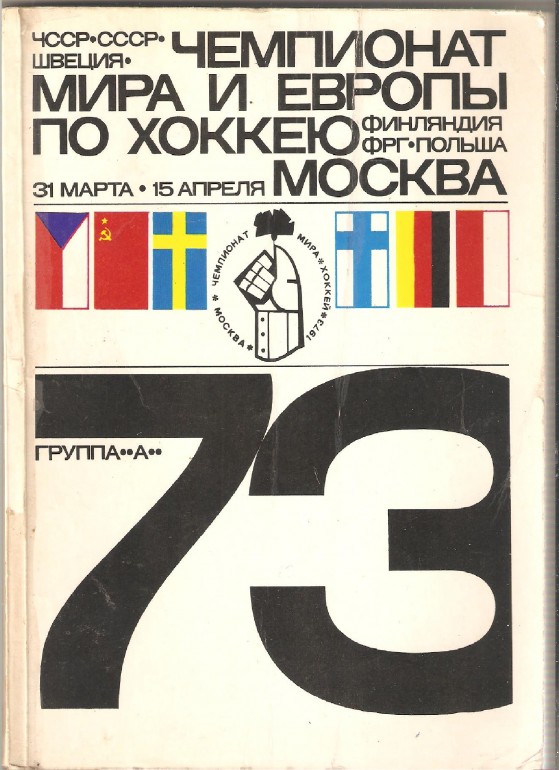 ЧССР•СССР•
ШВЕЦИЯ•
ЧЕМПИОНАТ
МИРА И ЕВРОПЫ
ПО ХОККЕЮ
ФИНЛЯНДИЯ
ФРГ•ПОЛЬША
31 МАРТА • 15 АПРЕЛЯ
МОСКВА
МОСКВА * ЧЕМПИОНАТ МИРА * ХОККЕЙ * 1973 *
73
ГРУППА••А••